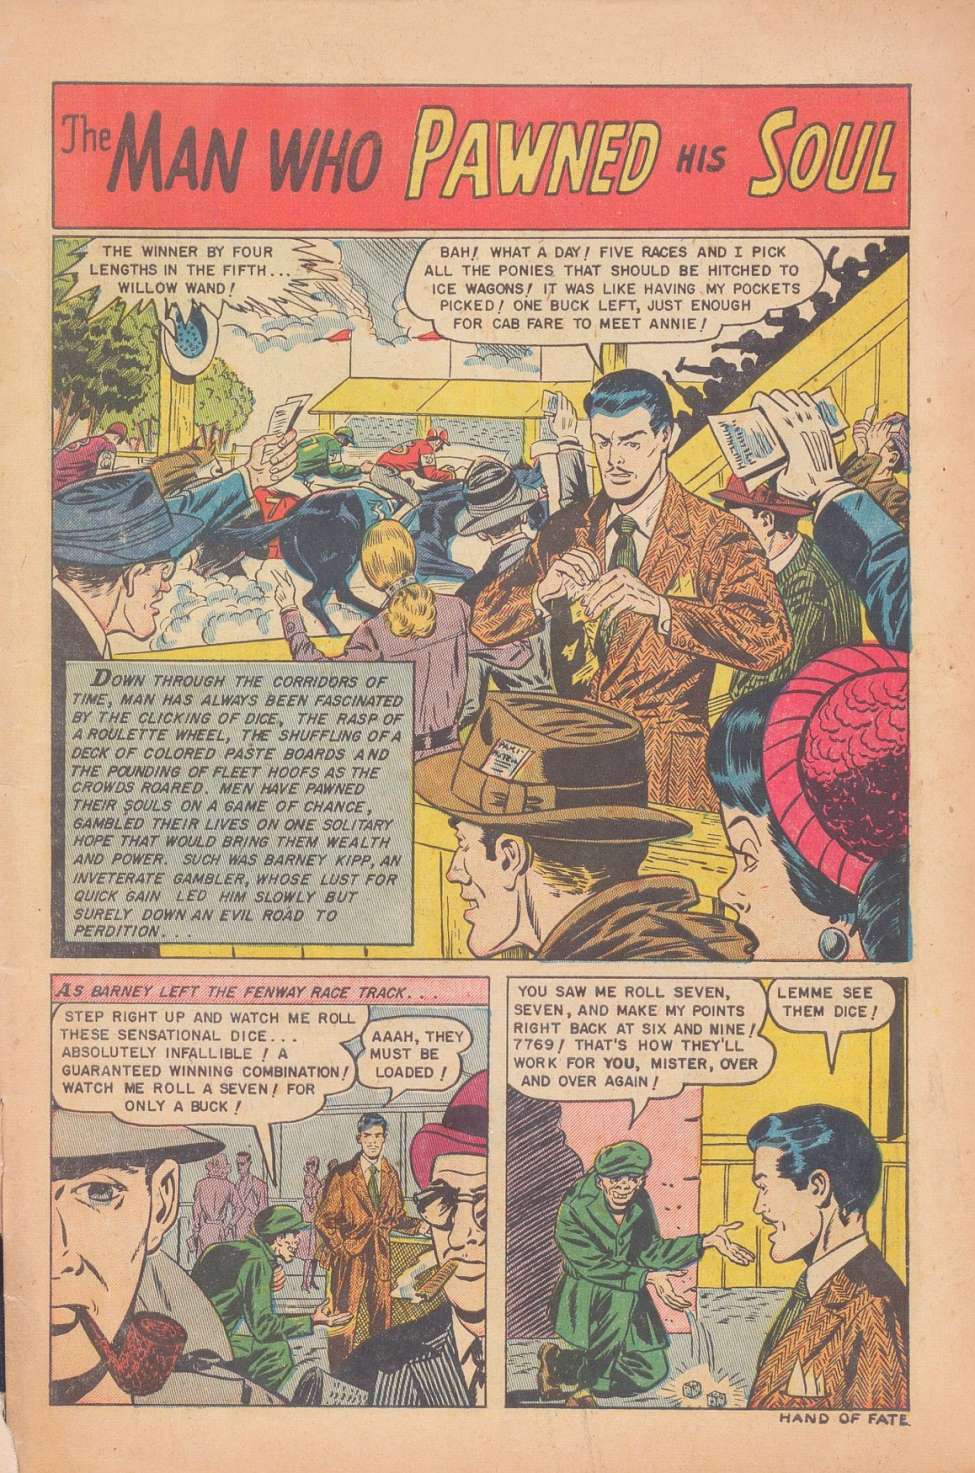 The MAN WHO PAWNED HIS SOUL
THE WINNER BY FOUR
LENGTHS IN THE FIFTH...
WILLOW WAND!
BAH! WHAT A DAY! FIVE RACES AND I PICK
ALL THE PONIES THAT SHOULD BE HITCHED TO
ICE WAGONS! IT WAS LIKE HAVING MY POCKETS
PICKED! ONE BUCK LEFT, JUST ENOUGH
FOR CAB FARE TO MEET ANNIE!
7
DOWN THROUGH THE CORRIDORS OF
TIME, MAN HAS ALWAYS BEEN FASCINATED
BY THE CLICKING OF DICE, THE RASP OF
A ROULETTE WHEEL, THE SHUFFLING OF A
DECK OF COLORED PASTE BOARDS AND
THE POUNDING OF FLEET HOOFS AS THE
CROWDS ROARED. MEN HAVE PAWNED
THEIR SOULS ON A GAME OF CHANCE,
GAMBLED THEIR LIVES ON ONE SOLITARY
HOPE THAT WOULD BRING THEM WEALTH
AND POWER. SUCH WAS BARNEY KIPP, AN
INVETERATE GAMBLER, WHOSE LUST FOR
QUICK GAIN LED HIM SLOWLY BUT
SURELY DOWN AN EVIL ROAD TO
PERDITION...
AS BARNEY LEFT THE FENWAY RACE TRACK...
STEP RIGHT UP AND WATCH ME ROLL
THESE SENSATIONAL DICE...
ABSOLUTELY INFALLIBLE! A
GUARANTEED WINNING COMBINATION!
WATCH ME ROLL A SEVEN! FOR
ONLY A BUCK!
AAAH, THEY
MUST BE
LOADED!
YOU SAW ME ROLL SEVEN,
SEVEN, AND MAKE MY POINTS
RIGHT BACK AT SIX AND NINE!
7769! THAT'S HOW THEY'LL
WORK FOR YOU, MISTER, OVER
AND OVER AGAIN!
LEMME SEE
THEM DICE!
HAND OF FATE